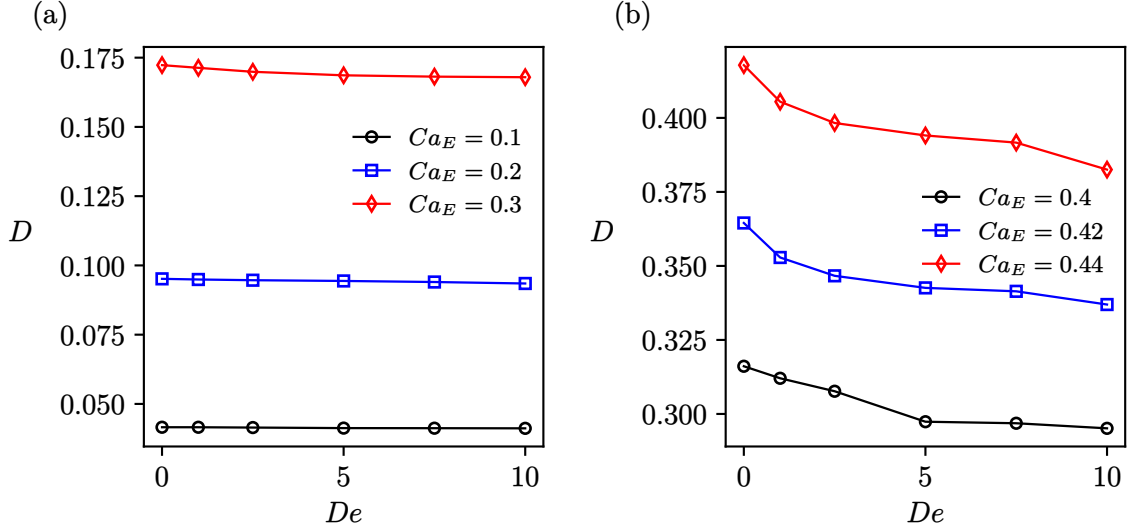 (a)
0.175
0.150
0.125
0.100
0.075
0.050
D
0
5
10
De
Ca_E = 0.1
Ca_E = 0.2
Ca_E = 0.3
(b)
0.400
0.375
0.350
0.325
0.300
D
0
5
10
De
Ca_E = 0.4
Ca_E = 0.42
Ca_E = 0.44